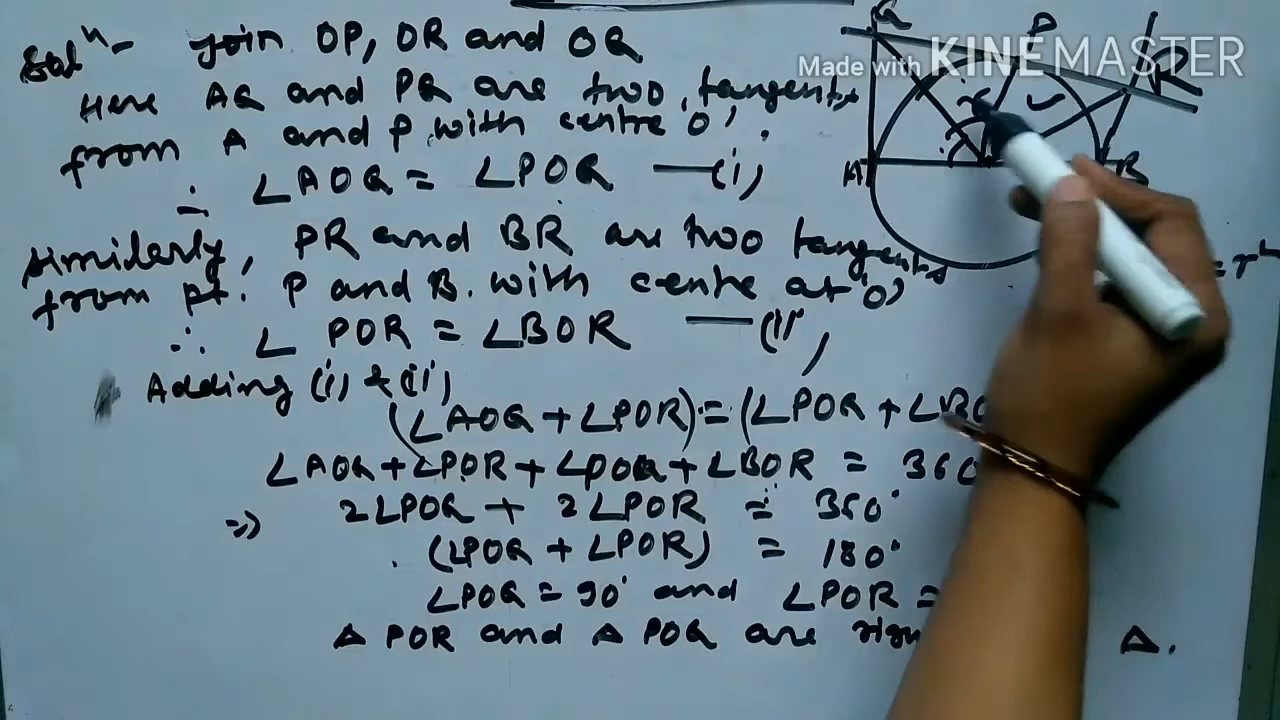 Solⁿ- Join OP, OR and OQ
Here AQ and PQ are two tangents
from A and P with centre 'O'.
∴ ∠AOQ = ∠POQ —(i)
Similarly, PR and BR are two tangents
from pt. P and B. with centre at 'O'
∴ ∠POR = ∠BOR —(ii)
Adding (i) & (ii)
(∠AOQ + ∠POR) = (∠POQ +
∠AOQ + ∠POR + ∠POQ + ∠BOR = 360
⇒ 2∠POQ + 2∠POR = 360°
(∠POQ + ∠POR) = 180°
∠POQ = 90° and ∠POR =
Δ POR and Δ POQ are Δ.
Q
P
R
A
B
Made with KINEMASTER